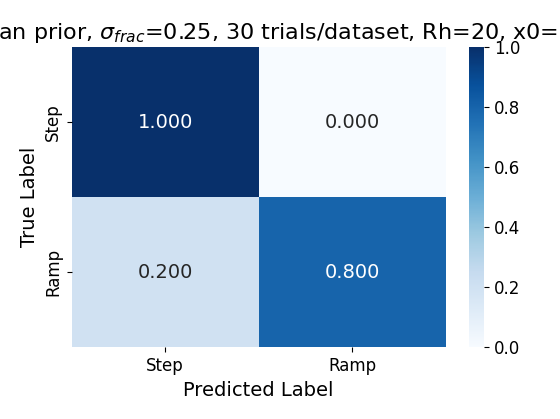 an prior, σ_frac=0.25, 30 trials/dataset, Rh=20, x0=
1.0
Step 1.000 0.000
0.8
0.6
True Label
0.4
Ramp 0.200 0.800
0.2
0.0
Step Ramp
Predicted Label